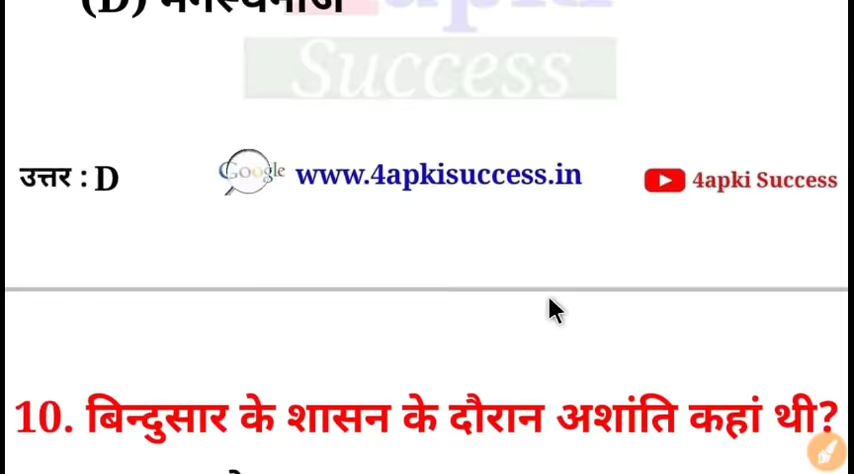 (D)
Success
उत्तर : D
Google www.4apkisuccess.in
4apki Success
10. बिन्दुसार के शासन के दौरान अशांति कहां थी?